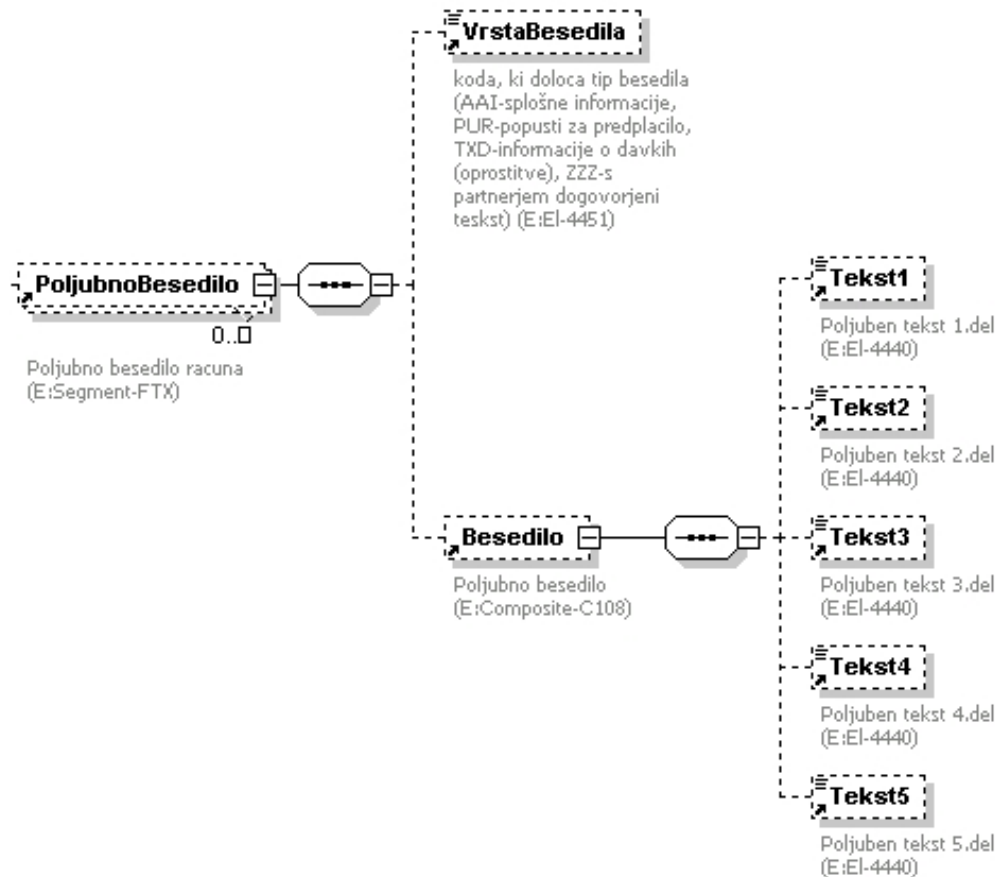 VrstaBesedila
koda, ki doloca tip besedila
(AAI-splošne informacije,
PUR-popusti za predplacilo,
TXD-informacije o davkih
(oprostitve), ZZZ-s
partnerjem dogovorjeni
teskst) (E:El-4451)
PoljubnoBesedilo
0..
Poljubno besedilo racuna
(E:Segment-FTX)
Besedilo
Poljubno besedilo
(E:Composite-C108)
Tekst1
Poljuben tekst 1.del
(E:El-4440)
Tekst2
Poljuben tekst 2.del
(E:El-4440)
Tekst3
Poljuben tekst 3.del
(E:El-4440)
Tekst4
Poljuben tekst 4.del
(E:El-4440)
Tekst5
Poljuben tekst 5.del
(E:El-4440)